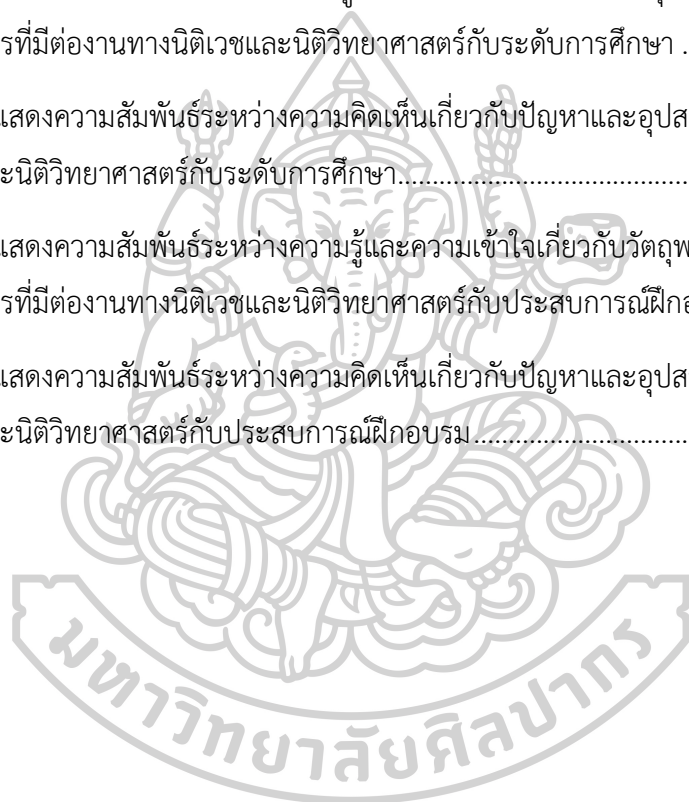 รที่มีต่องานทางนิติเวชและนิติวิทยาศาสตร์กับระดับการศึกษา .
แสดงความสัมพันธ์ระหว่างความคิดเห็นเกี่ยวกับปัญหาและอุปส
ะนิติวิทยาศาสตร์กับระดับการศึกษา....................................
แสดงความสัมพันธ์ระหว่างความรู้และความเข้าใจเกี่ยวกับวัตถุพ
รที่มีต่องานทางนิติเวชและนิติวิทยาศาสตร์กับประสบการณ์ฝึกอ
แสดงความสัมพันธ์ระหว่างความคิดเห็นเกี่ยวกับปัญหาและอุปส
ะนิติวิทยาศาสตร์กับประสบการณ์ฝึกอบรม...........................
มหาวิทยาลัยศิลปากร